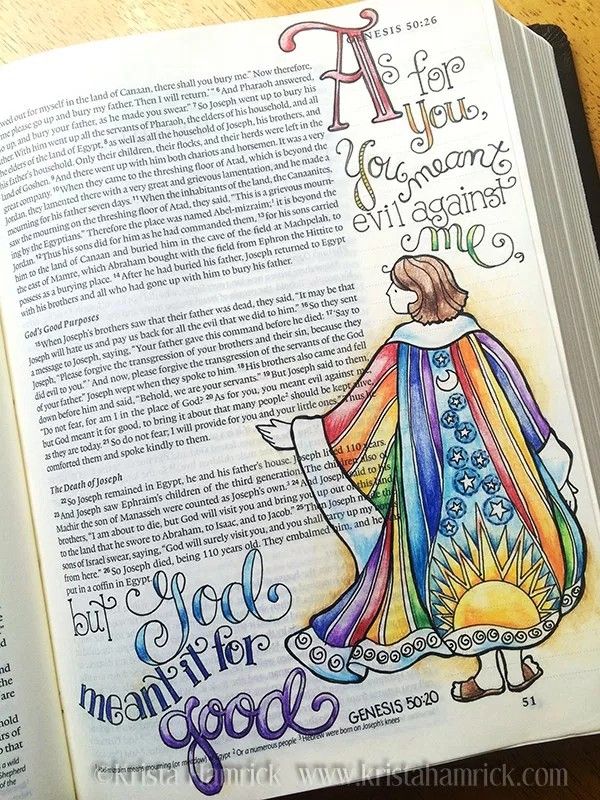 GENESIS 50:26
As for
You,
You meant
evil against
me,
wed out for myself in the land of Canaan, there shall you bury me." Now therefore,
please go up and bury my father. Then I will return.'" 6 And Pharaoh answered,
up, and bury your father, as he made you swear." 7 So Joseph went up to bury his
father. With him went up all the servants of Pharaoh, the elders of his household, and all
the elders of the land of Egypt, 8 as well as all the household of Joseph, his brothers, and
his father's household. Only their children, their flocks, and their herds were left in the
land of Goshen. 9 And there went up with him both chariots and horsemen. It was a very
great company. 10 When they came to the threshing floor of Atad, which is beyond the
Jordan, they lamented there with a very great and grievous lamentation, and he made a
mourning for his father seven days. 11 When the inhabitants of the land, the Canaanites,
saw the mourning on the threshing floor of Atad, they said, "This is a grievous mourn-
ing by the Egyptians." Therefore the place was named Abel-mizraim;1 it is beyond the
Jordan. 12 Thus his sons did for him as he had commanded them, 13 for his sons carried
him to the land of Canaan and buried him in the cave of the field at Machpelah, to
the east of Mamre, which Abraham bought with the field from Ephron the Hittite to
possess as a burying place. 14 After he had buried his father, Joseph returned to Egypt
with his brothers and all who had gone up with him to bury his father.
God's Good Purposes
15 When Joseph's brothers saw that their father was dead, they said, "It may be that
Joseph will hate us and pay us back for all the evil that we did to him." 16 So they sent
a message to Joseph, saying, "Your father gave this command before he died: 17 'Say to
Joseph, "Please forgive the transgression of your brothers and their sin, because they
did evil to you."' And now, please forgive the transgression of the servants of the God
of your father." Joseph wept when they spoke to him. 18 His brothers also came and fell
down before him and said, "Behold, we are your servants." 19 But Joseph said to them,
"Do not fear, for am I in the place of God? 20 As for you, you meant evil against me,
but God meant it for good, to bring it about that many people2 should be kept alive,
as they are today. 21 So do not fear; I will provide for you and your little ones." Thus he
comforted them and spoke kindly to them.
The Death of Joseph
22 So Joseph remained in Egypt, he and his father's house. Joseph lived 110 years.
23 And Joseph saw Ephraim's children of the third generation. The children also of
Machir the son of Manasseh were counted as Joseph's own.3 24 And Joseph said to his
brothers, "I am about to die, but God will visit you and bring you up out of this land
to the land that he swore to Abraham, to Isaac, and to Jacob." 25 Then Joseph made the
sons of Israel swear, saying, "God will surely visit you, and you shall carry up my
from here." 26 So Joseph died, being 110 years old. They embalmed him, and he was
put in a coffin in Egypt.
but God
meant it for
good
GENESIS 50:20
51
1 Abel-mizraim means mourning (or meadow) of Egypt 2 Or a numerous people 3 Hebrew were born on Joseph's knees
© Krista Hamrick www.kristahamrick.com